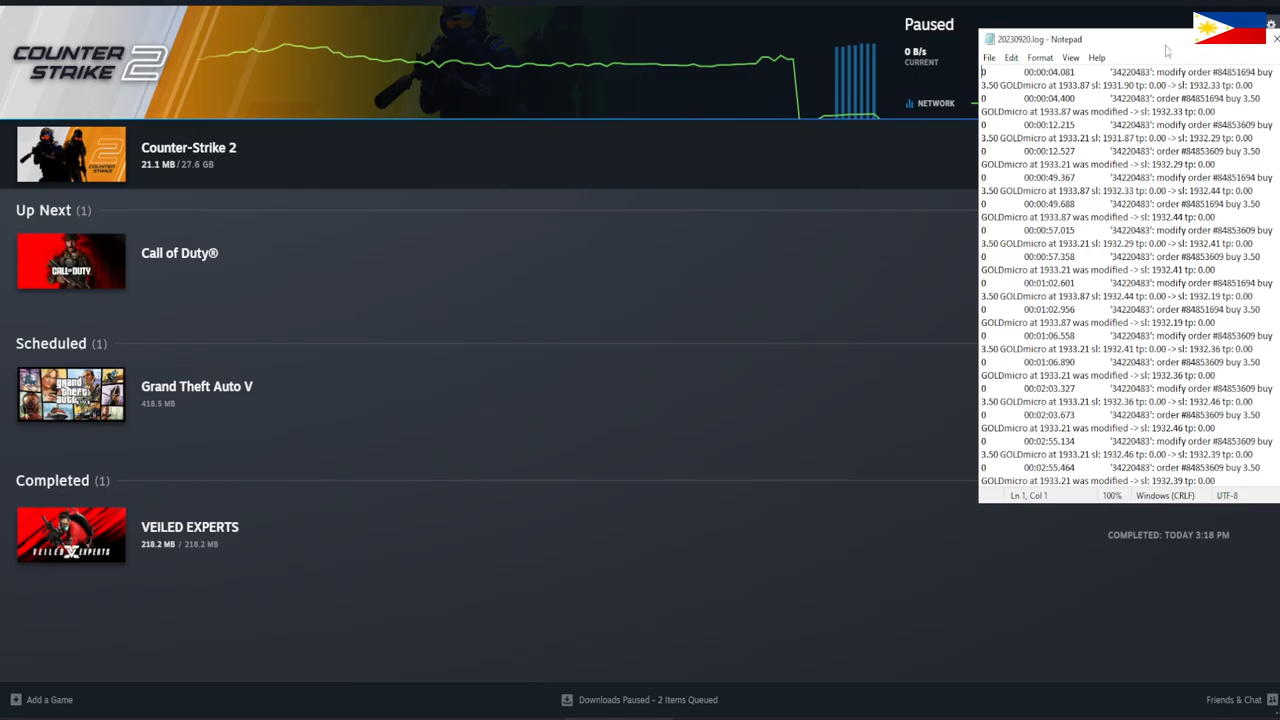 COUNTER
STRIKE 2
Paused
0 B/s
CURRENT
NETWORK
Counter-Strike 2
21.1 MB / 27.6 GB
Up Next (1)
CALL OF DUTY
Call of Duty®
Scheduled (1)
grand
theft
auto
Grand Theft Auto V
418.5 MB
Completed (1)
VEILED EXPERTS
VEILED EXPERTS
218.2 MB / 218.2 MB
COMPLETED: TODAY 3:18 PM
Add a Game
Downloads Paused - 2 Items Queued
Friends & Chat
20230920.log - Notepad
File Edit Format View Help
0 00:00:04.081 '34220483': modify order #84851694 buy
3.50 GOLDmicro at 1933.87 sl: 1931.90 tp: 0.00 -> sl: 1932.33 tp: 0.00
0 00:00:04.400 '34220483': order #84851694 buy 3.50
GOLDmicro at 1933.87 was modified -> sl: 1932.33 tp: 0.00
0 00:00:12.215 '34220483': modify order #84853609 buy
3.50 GOLDmicro at 1933.21 sl: 1931.87 tp: 0.00 -> sl: 1932.29 tp: 0.00
0 00:00:12.527 '34220483': order #84853609 buy 3.50
GOLDmicro at 1933.21 was modified -> sl: 1932.29 tp: 0.00
0 00:00:49.367 '34220483': modify order #84851694 buy
3.50 GOLDmicro at 1933.87 sl: 1932.33 tp: 0.00 -> sl: 1932.44 tp: 0.00
0 00:00:49.688 '34220483': order #84851694 buy 3.50
GOLDmicro at 1933.87 was modified -> sl: 1932.44 tp: 0.00
0 00:00:57.015 '34220483': modify order #84853609 buy
3.50 GOLDmicro at 1933.21 sl: 1932.29 tp: 0.00 -> sl: 1932.41 tp: 0.00
0 00:00:57.358 '34220483': order #84853609 buy 3.50
GOLDmicro at 1933.21 was modified -> sl: 1932.41 tp: 0.00
0 00:01:02.601 '34220483': modify order #84851694 buy
3.50 GOLDmicro at 1933.87 sl: 1932.44 tp: 0.00 -> sl: 1932.19 tp: 0.00
0 00:01:02.956 '34220483': order #84851694 buy 3.50
GOLDmicro at 1933.87 was modified -> sl: 1932.19 tp: 0.00
0 00:01:06.558 '34220483': modify order #84853609 buy
3.50 GOLDmicro at 1933.21 sl: 1932.41 tp: 0.00 -> sl: 1932.36 tp: 0.00
0 00:01:06.890 '34220483': order #84853609 buy 3.50
GOLDmicro at 1933.21 was modified -> sl: 1932.36 tp: 0.00
0 00:02:03.327 '34220483': modify order #84853609 buy
3.50 GOLDmicro at 1933.21 sl: 1932.36 tp: 0.00 -> sl: 1932.46 tp: 0.00
0 00:02:03.673 '34220483': order #84853609 buy 3.50
GOLDmicro at 1933.21 was modified -> sl: 1932.46 tp: 0.00
0 00:02:55.134 '34220483': modify order #84853609 buy
3.50 GOLDmicro at 1933.21 sl: 1932.46 tp: 0.00 -> sl: 1932.39 tp: 0.00
0 00:02:55.464 '34220483': order #84853609 buy 3.50
GOLDmicro at 1933.21 was modified -> sl: 1932.39 tp: 0.00
Ln 1, Col 1 100% Windows (CRLF) UTF-8